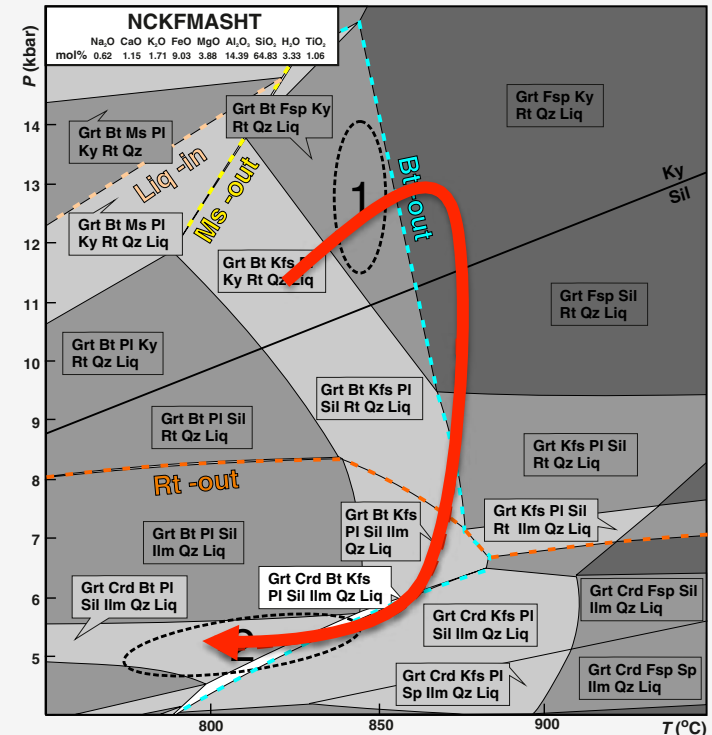 NCKFMASHT
Na₂O CaO K₂O FeO MgO Al₂O₃ SiO₂ H₂O TiO₂
mol% 0.62 1.15 1.71 9.03 3.88 14.39 64.83 3.33 1.06
P (kbar)
14
13
12
11
10
9
8
7
6
5
Grt Bt Ms Pl
Ky Rt Qz
Liq -in
Ms -out
Grt Bt Fsp Ky
Rt Qz Liq
Grt Fsp Ky
Rt Qz Liq
Bt -out
1
Ky
Sil
Grt Bt Ms Pl
Ky Rt Qz Liq
Grt Bt Kfs
Ky Rt Qz Liq
Grt Fsp Sil
Rt Qz Liq
Grt Bt Pl Ky
Rt Qz Liq
Grt Bt Kfs Pl
Sil Rt Qz Liq
Grt Bt Pl Sil
Rt Qz Liq
Grt Kfs Pl Sil
Rt Qz Liq
Rt -out
Grt Bt Kfs
Pl Sil Ilm
Qz Liq
Grt Kfs Pl Sil
Rt Ilm Qz Liq
Grt Bt Pl Sil
Ilm Qz Liq
Grt Crd Bt Pl
Sil Ilm Qz Liq
Grt Crd Bt Kfs
Pl Sil Ilm Qz Liq
Grt Crd Kfs Pl
Sil Ilm Qz Liq
Grt Crd Fsp Sil
Ilm Qz Liq
2
Grt Crd Kfs Pl
Sp Ilm Qz Liq
Grt Crd Fsp Sp
Ilm Qz Liq
800
850
900
T (°C)